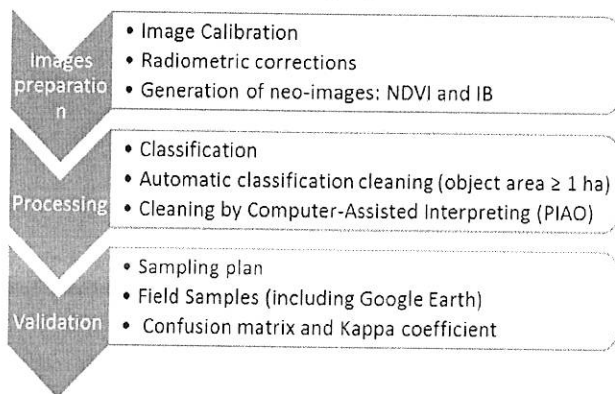 Images
preparatio
n
• Image Calibration
• Radiometric corrections
• Generation of neo-images: NDVI and IB
Processing
• Classification
• Automatic classification cleaning (object area ≥ 1 ha)
• Cleaning by Computer-Assisted Interpreting (PIAO)
Validation
• Sampling plan
• Field Samples (including Google Earth)
• Confusion matrix and Kappa coefficient